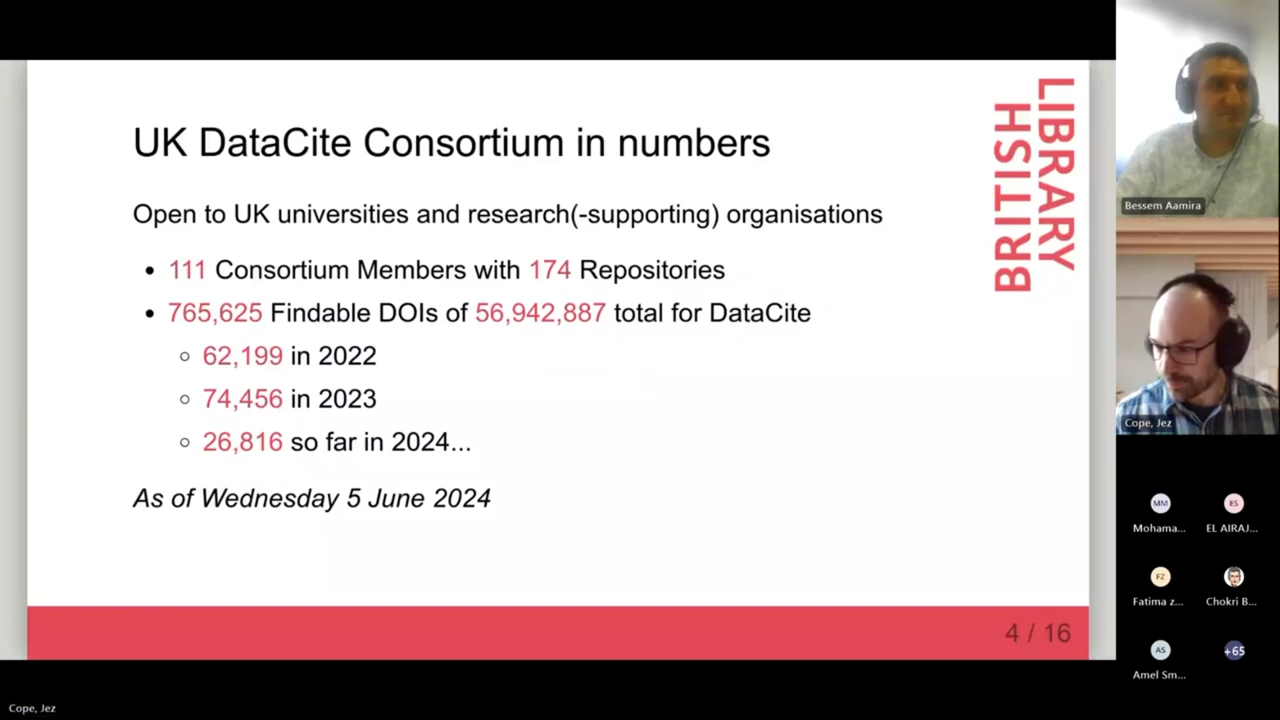 UK DataCite Consortium in numbers
Open to UK universities and research(-supporting) organisations
• 111 Consortium Members with 174 Repositories
• 765,625 Findable DOIs of 56,942,887 total for DataCite
○ 62,199 in 2022
○ 74,456 in 2023
○ 26,816 so far in 2024...
As of Wednesday 5 June 2024
4 / 16
BRITISH
LIBRARY
Bessem Aamira
Cope, Jez
MM
ES
Mohama...
EL AIRAJ...
FZ
Fatima z...
Chokri B...
AS
+65
Amel Sm...
Cope, Jez